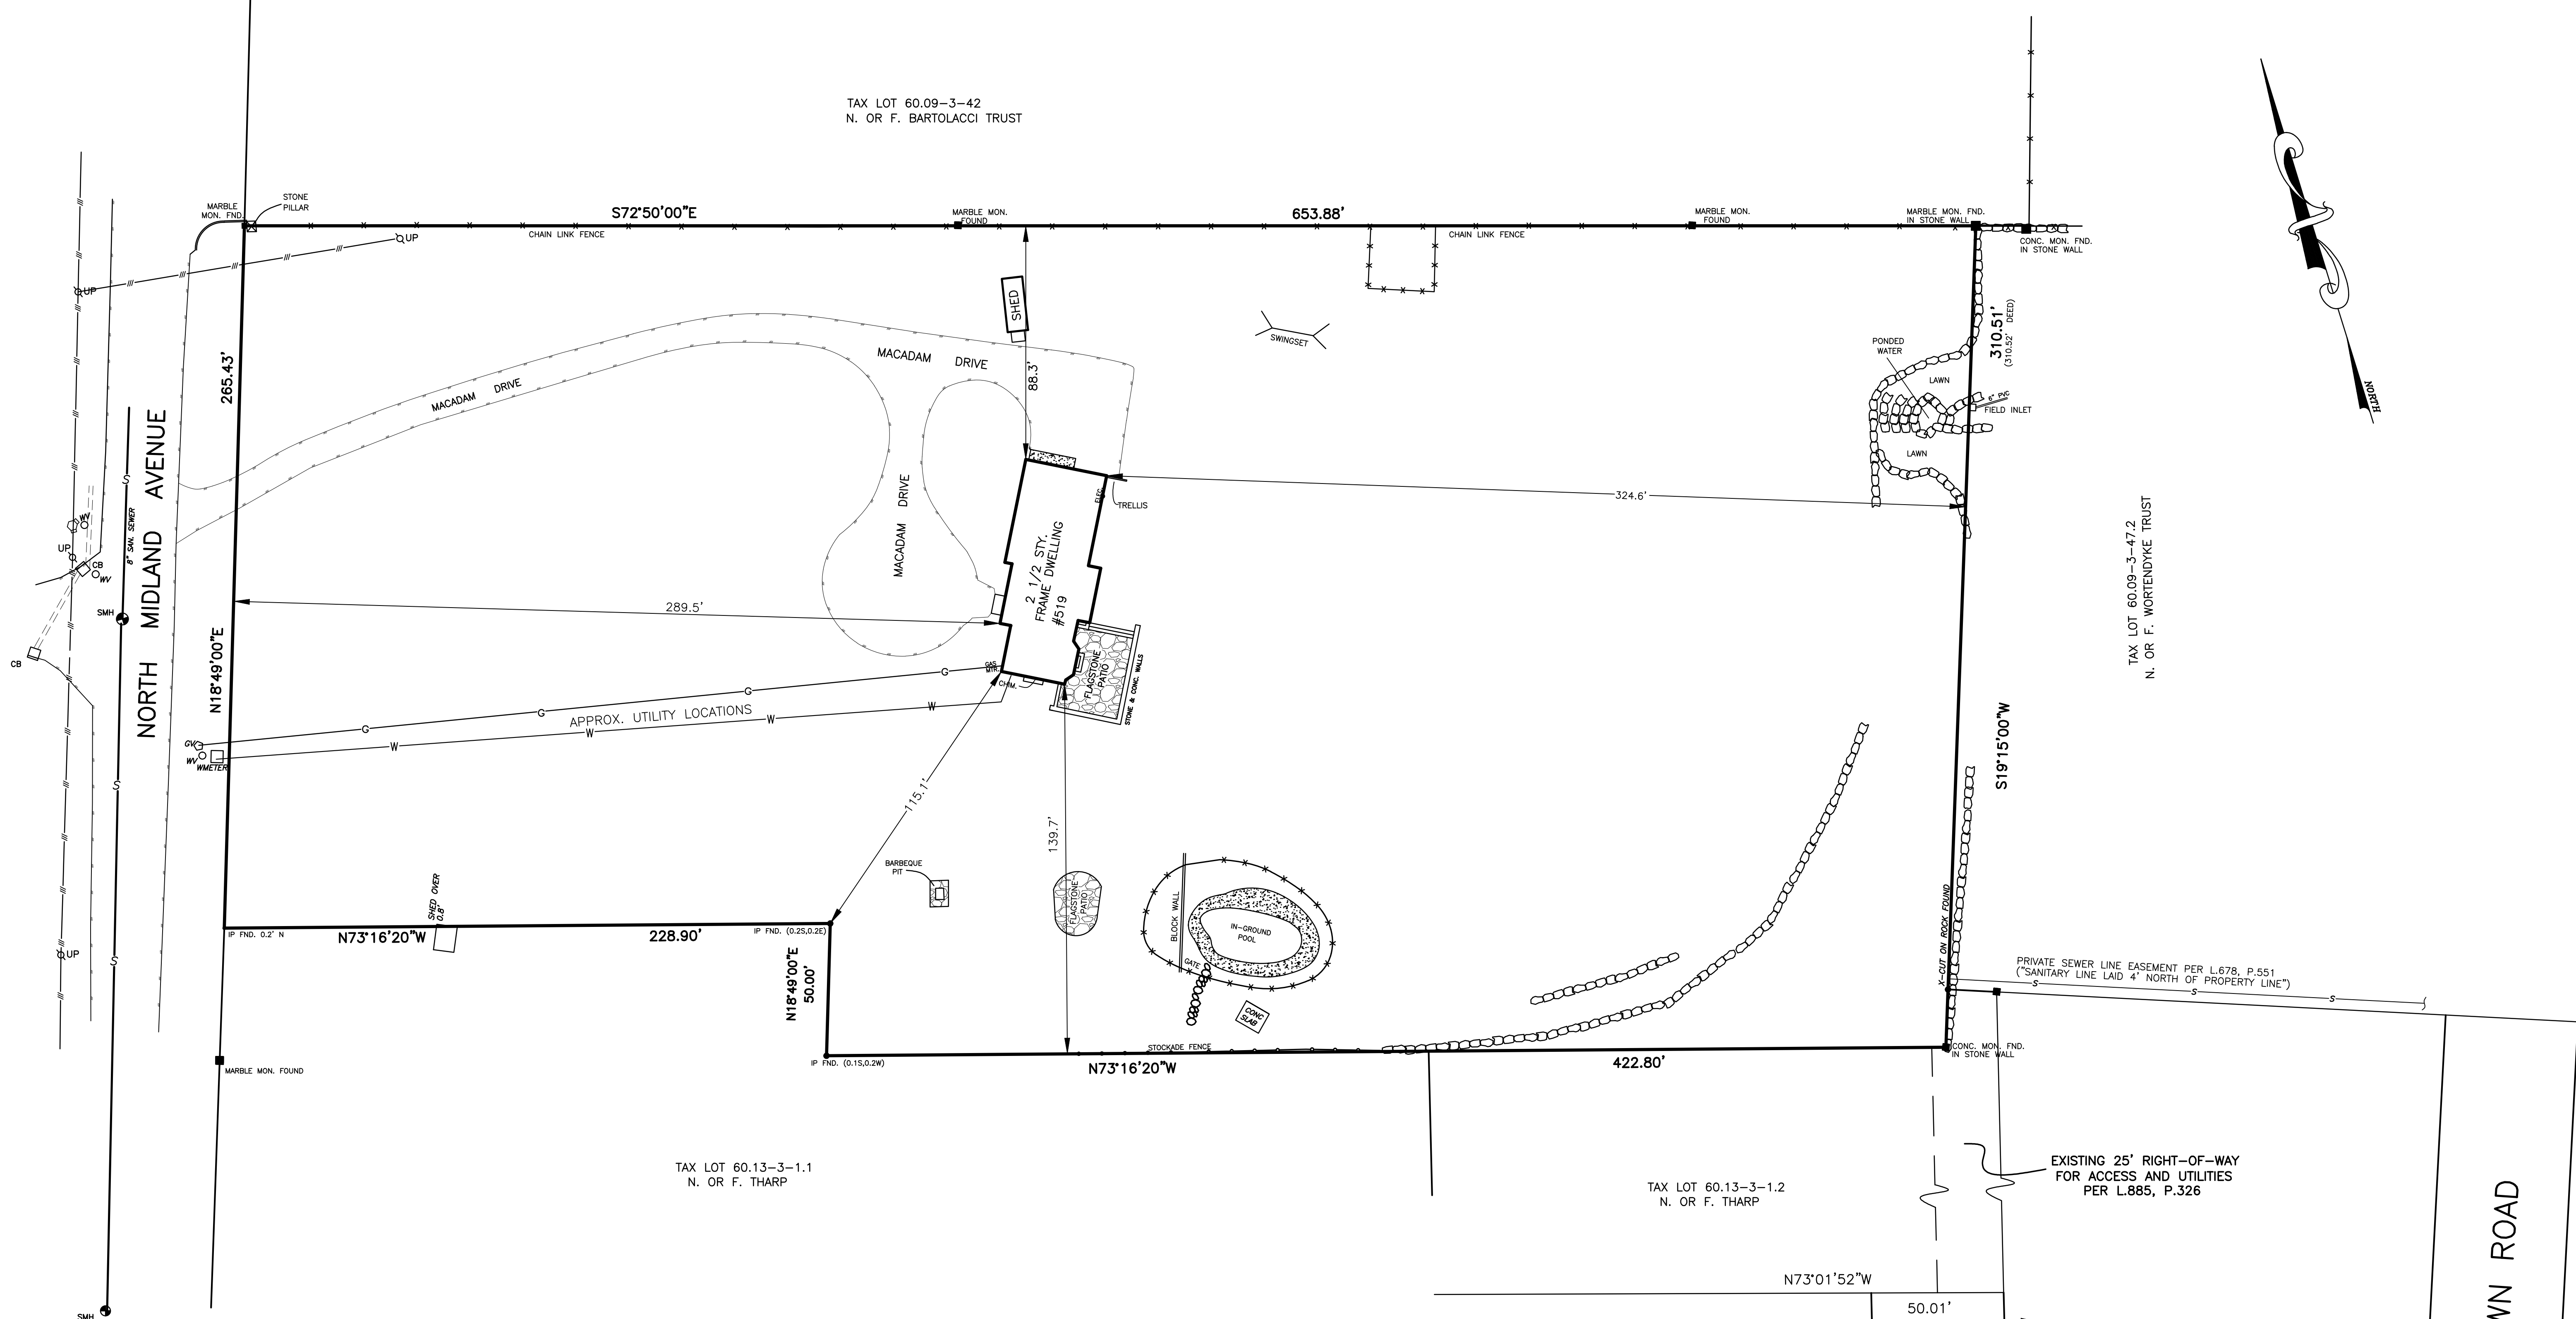 TAX LOT 60.09-3-42
N. OR F. BARTOLACCI TRUST
MARBLE
MON. FND.
STONE
PILLAR
S72°50'00"E
MARBLE MON.
FOUND
653.88'
MARBLE MON.
FOUND
MARBLE MON. FND.
IN STONE WALL
CHAIN LINK FENCE
CHAIN LINK FENCE
CONC. MON. FND.
IN STONE WALL
UP
UP
SHED
SWINGSET
310.51'
(310.52' DEED)
PONDED
WATER
LAWN
6" PVC
FIELD INLET
LAWN
NORTH
265.43'
MACADAM DRIVE
MACADAM DRIVE
MACADAM DRIVE
88.3'
ELEC.
TRELLIS
324.6'
NORTH MIDLAND AVENUE
8" SAN. SEWER
S
WV
UP
CB
WV
SMH
CB
2 1/2 STY.
FRAME DWELLING
#519
289.5'
N18°49'00"E
GAS
MTR.
CHIM.
FLAGSTONE
PATIO
STONE & CONC. WALLS
G
G
G
G
APPROX. UTILITY LOCATIONS
W
W
W
W
GV
WV
WMETER
S
TAX LOT 60.09-3-47.2
N. OR F. WORTENDYKE TRUST
S19°15'00"W
115.1'
139.7'
BARBEQUE
PIT
FLAGSTONE
PATIO
BLOCK WALL
IN-GROUND
POOL
GATE
CONC
SLAB
SHED OVER
0.8'
IP FND. 0.2' N
N73°16'20"W
228.90'
IP FND. (0.2S,0.2E)
N18°49'00"E
50.00'
UP
S
X-CUT ON ROCK FOUND
PRIVATE SEWER LINE EASEMENT PER L.678, P.551
("SANITARY LINE LAID 4' NORTH OF PROPERTY LINE")
S
S
S
STOCKADE FENCE
IP FND. (0.1S,0.2W)
N73°16'20"W
422.80'
CONC. MON. FND.
IN STONE WALL
MARBLE MON. FOUND
TAX LOT 60.13-3-1.1
N. OR F. THARP
TAX LOT 60.13-3-1.2
N. OR F. THARP
EXISTING 25' RIGHT-OF-WAY
FOR ACCESS AND UTILITIES
PER L.885, P.326
WN ROAD
N73°01'52"W
50.01'
SMH